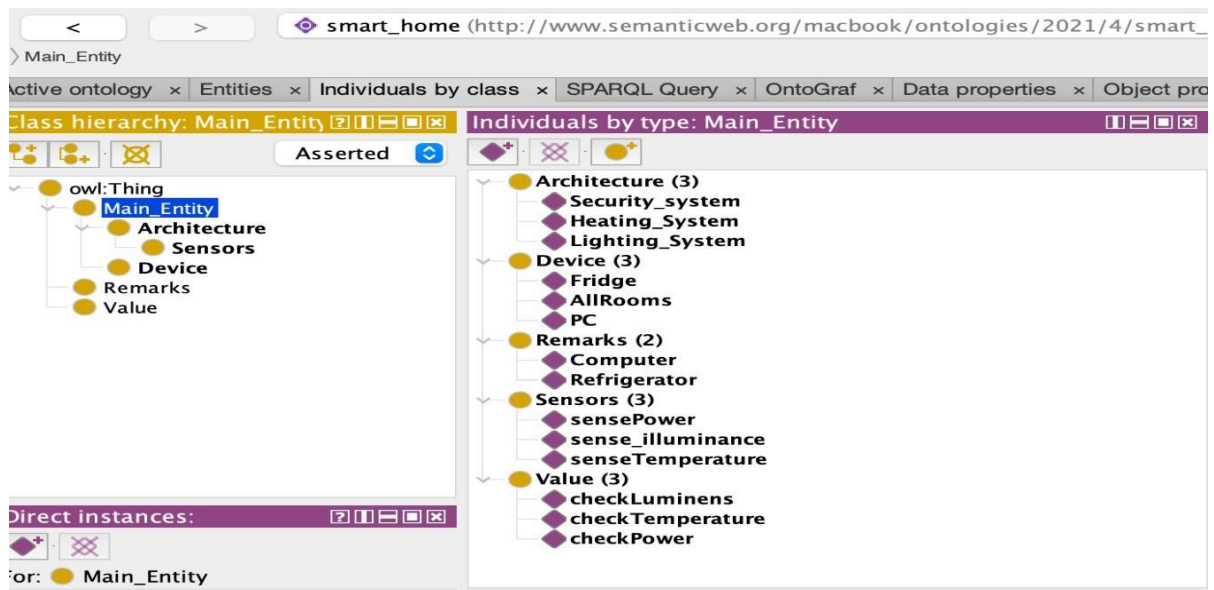 < > smart_home (http://www.semanticweb.org/macbook/ontologies/2021/4/smart_
Main_Entity
Active ontology × Entities × Individuals by class × SPARQL Query × OntoGraf × Data properties × Object pro
Class hierarchy: Main_Entity
Asserted
owl:Thing
Main_Entity
Architecture
Sensors
Device
Remarks
Value
Direct instances:
For: Main_Entity
Individuals by type: Main_Entity
Architecture (3)
Security_system
Heating_System
Lighting_System
Device (3)
Fridge
AllRooms
PC
Remarks (2)
Computer
Refrigerator
Sensors (3)
sensePower
sense_illuminance
senseTemperature
Value (3)
checkLuminens
checkTemperature
checkPower